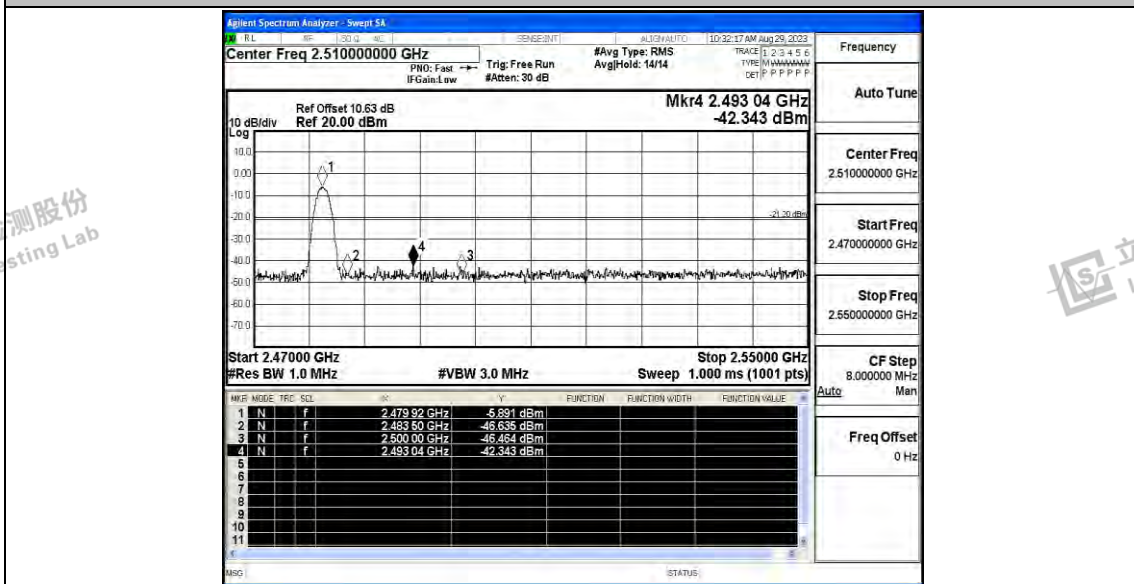 Agilent Spectrum Analyzer - Swept SA
RL RF 50 Ω AC SENSE:INT ALIGNAUTO 10:32:17 AM Aug 29, 2023
Center Freq 2.510000000 GHz
PNO: Fast
IFGain:Low
Trig: Free Run
#Atten: 30 dB
#Avg Type: RMS
Avg|Hold: 14/14
TRACE 1 2 3 4 5 6
TYPE M
DET P P P P P P
Mkr4 2.493 04 GHz
-42.343 dBm
Ref Offset 10.63 dB
10 dB/div Ref 20.00 dBm
Log
10.0
0.00
-10.0
-20.0
-30.0
-40.0
-50.0
-60.0
-70.0
1
2
4
3
-21.20 dBm
Start 2.47000 GHz Stop 2.55000 GHz
#Res BW 1.0 MHz #VBW 3.0 MHz Sweep 1.000 ms (1001 pts)
MKR MODE TRC SCL X Y FUNCTION FUNCTION WIDTH FUNCTION VALUE
1 N f 2.479 92 GHz -5.891 dBm
2 N f 2.483 50 GHz -46.635 dBm
3 N f 2.500 00 GHz -46.464 dBm
4 N f 2.493 04 GHz -42.343 dBm
5
6
7
8
9
10
11
MSG STATUS
Frequency
Auto Tune
Center Freq
2.510000000 GHz
Start Freq
2.470000000 GHz
Stop Freq
2.550000000 GHz
CF Step
8.000000 MHz
Auto Man
Freq Offset
0 Hz
测股份
esting Lab
立
LS